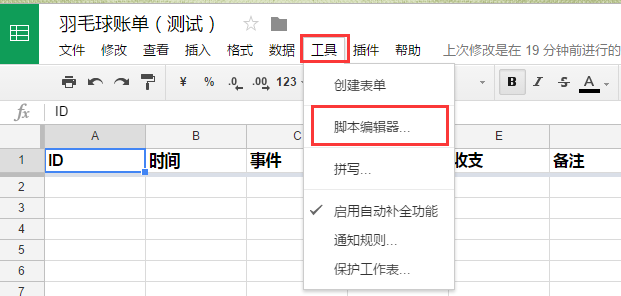 羽毛球账单（测试）
文件 修改 查看 插入 格式 数据 工具 插件 帮助 上次修改是在 19 分钟前进行的
¥ % .0 .00 123 B I S A
创建表单
脚本编辑器...
拼写...
启用自动补全功能
通知规则...
保护工作表...
fx ID
A B C E
1 ID 时间 事件 收支 备注
2
3
4
5
6
7